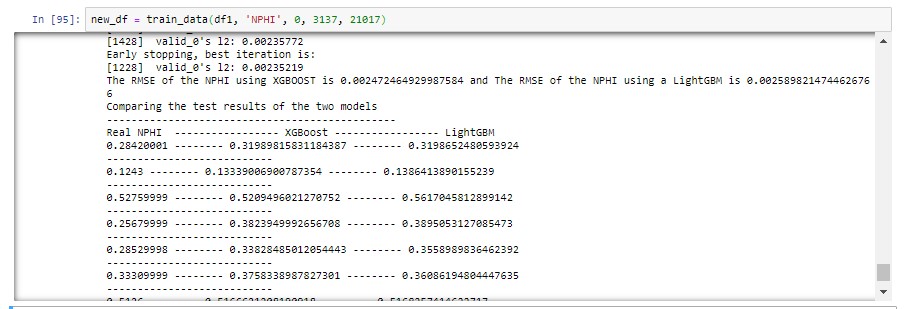 In [95]: new_df = train_data(df1, 'NPHI', 0, 3137, 21017)
[1428] valid_0's l2: 0.00235772
Early stopping, best iteration is:
[1228] valid_0's l2: 0.00235219
The RMSE of the NPHI using XGBOOST is 0.002472464929987584 and The RMSE of the NPHI using a LightGBM is 0.002589821474462676
6
Comparing the test results of the two models
---------------------------------------------
Real NPHI ---------------- XGBoost ---------------- LightGBM
0.28420001 -------- 0.31989815831184387 -------- 0.3198652480593924
--------------------------
0.1243 -------- 0.13339006900787354 -------- 0.1386413890155239
--------------------------
0.52759999 -------- 0.5209496021270752 -------- 0.5617045812899142
--------------------------
0.25679999 -------- 0.3823949992656708 -------- 0.3895053127085473
--------------------------
0.28529998 -------- 0.33828485012054443 -------- 0.3558989836462392
--------------------------
0.33309999 -------- 0.3758338987827301 -------- 0.36086194804447635
--------------------------